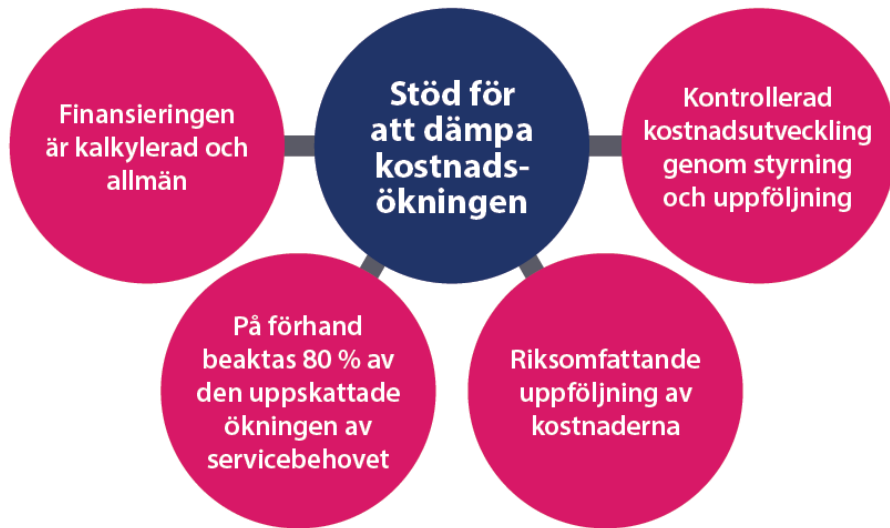 Finansieringen
är kalkylerad och
allmän
Stöd för
att dämpa
kostnads-
ökningen
Kontrollerad
kostnadsutveckling
genom styrning
och uppföljning
På förhand
beaktas 80 % av
den uppskattade
ökningen av
servicebehovet
Riksomfattande
uppföljning av
kostnaderna